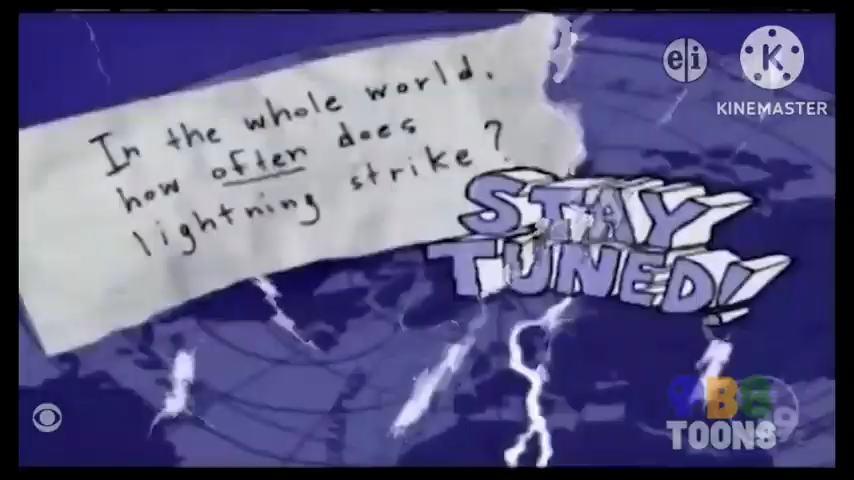 In the whole world,
how often does
lightning strike?
STAY
TUNED!
ei
K
KINEMASTER
TOONS